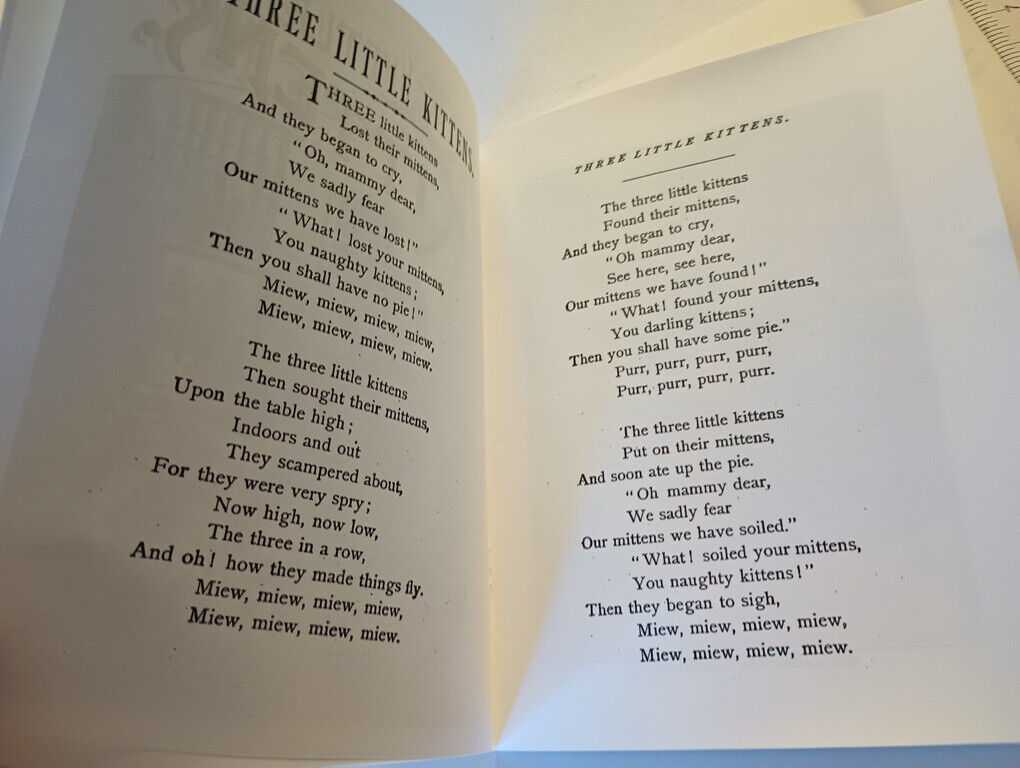 THREE LITTLE KITTENS.
THREE little kittens
Lost their mittens,
And they began to cry,
"Oh, mammy dear,
We sadly fear
Our mittens we have lost!"
"What! lost your mittens,
You naughty kittens;
Then you shall have no pie!"
Miew, miew, miew, miew,
Miew, miew, miew, miew.
The three little kittens
Then sought their mittens,
Upon the table high;
Indoors and out
They scampered about,
For they were very spry;
Now high, now low,
The three in a row,
And oh! how they made things fly.
Miew, miew, miew, miew,
Miew, miew, miew, miew.
THREE LITTLE KITTENS.
The three little kittens
Found their mittens,
And they began to cry,
"Oh mammy dear,
See here, see here,
Our mittens we have found!"
"What! found your mittens,
You darling kittens;
Then you shall have some pie."
Purr, purr, purr, purr,
Purr, purr, purr, purr.
The three little kittens
Put on their mittens,
And soon ate up the pie.
"Oh mammy dear,
We sadly fear
Our mittens we have soiled."
"What! soiled your mittens,
You naughty kittens!"
Then they began to sigh,
Miew, miew, miew, miew,
Miew, miew, miew, miew.